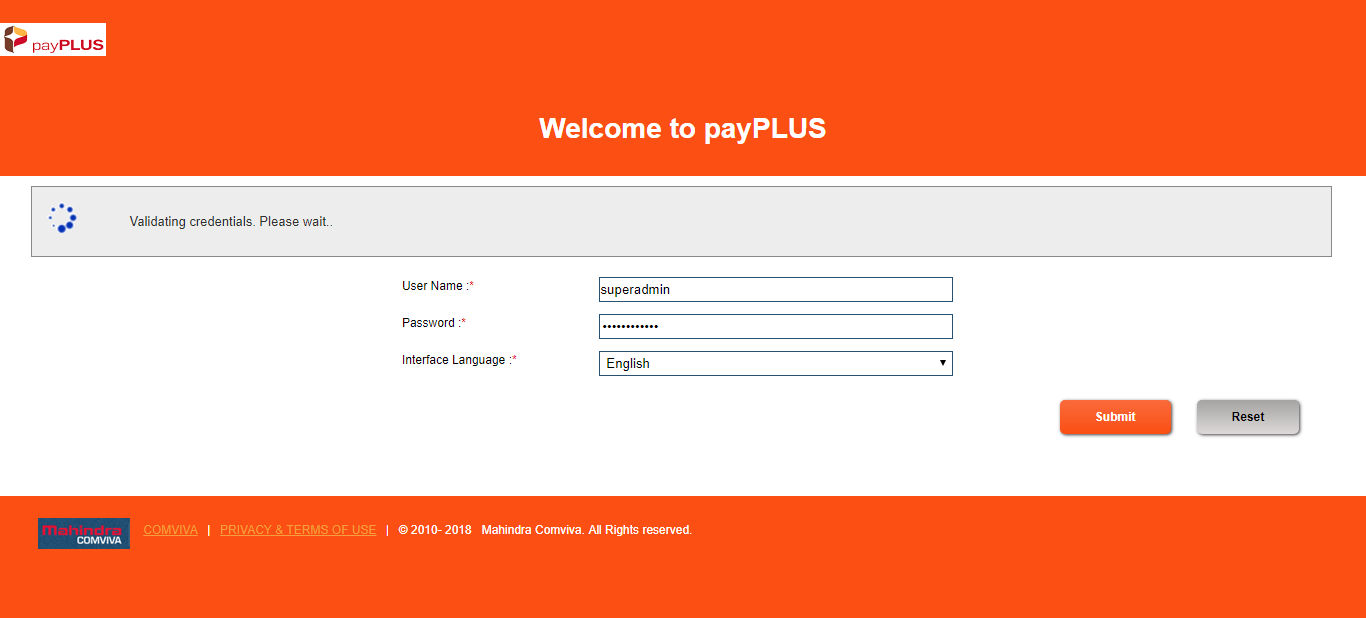 payPLUS
Welcome to payPLUS
Validating credentials. Please wait..
User Name :* superadmin
Password :* ••••••••••••
Interface Language :* English
Submit Reset
Mahindra
COMVIVA
COMVIVA | PRIVACY & TERMS OF USE | © 2010- 2018 Mahindra Comviva. All Rights reserved.